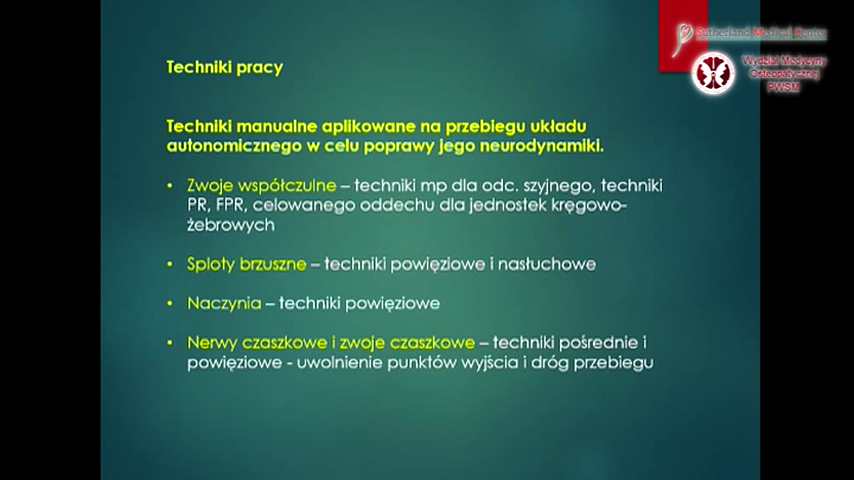 Sutherland Medical Center
Wydział Medycyny
Osteopatycznej
PWSM
Techniki pracy
Techniki manualne aplikowane na przebiegu układu
autonomicznego w celu poprawy jego neurodynamiki.
• Zwoje współczulne – techniki mp dla odc. szyjnego, techniki
PR, FPR, celowanego oddechu dla jednostek kręgowo-
żebrowych
• Sploty brzuszne – techniki powięziowe i nasłuchowe
• Naczynia – techniki powięziowe
• Nerwy czaszkowe i zwoje czaszkowe – techniki pośrednie i
powięziowe - uwolnienie punktów wyjścia i dróg przebiegu